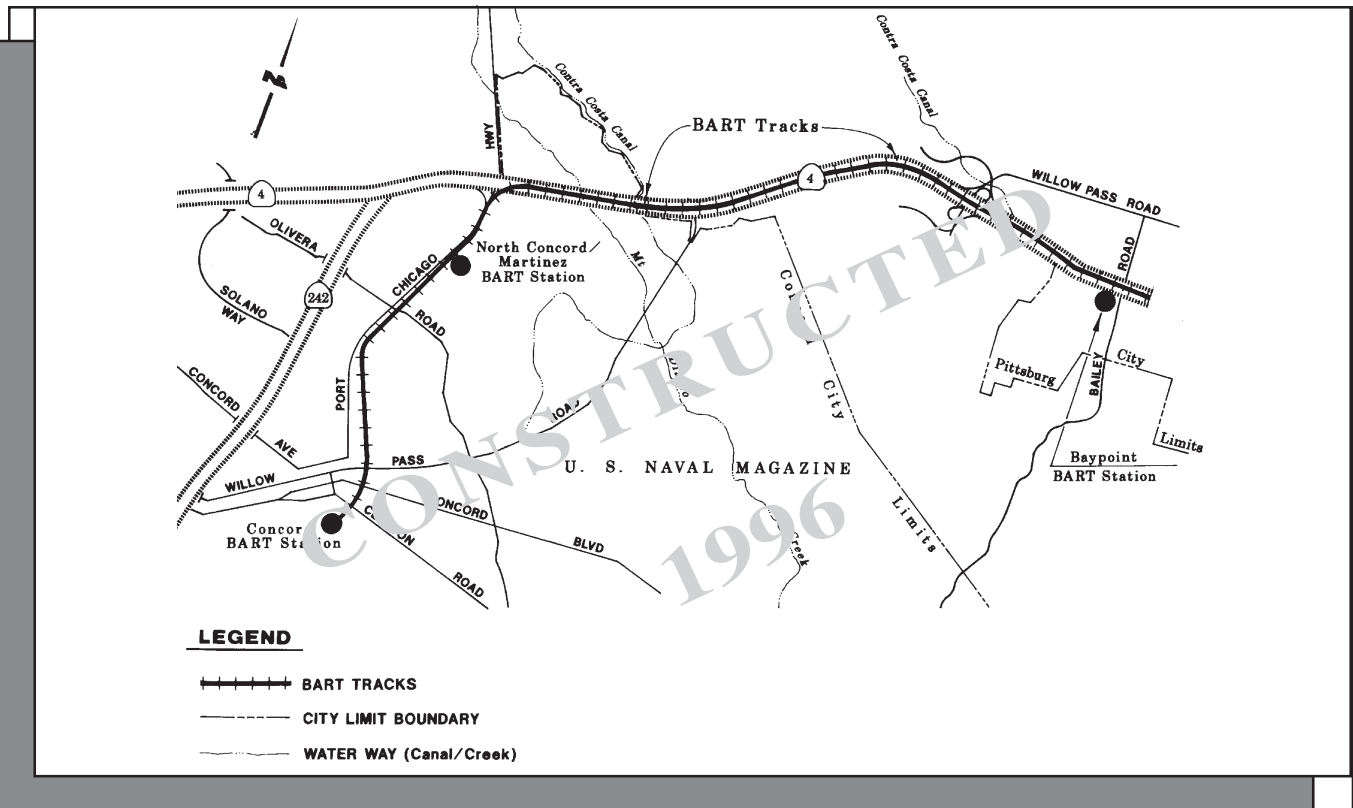 N
HWY
Contra Costa Canal
Contra Costa Canal
BART Tracks
4
4
WILLOW PASS ROAD
OLIVERA
ROAD
North Concord/
Martinez
BART Station
CHICAGO
242
SOLANO
WAY
ROAD
Mt
City
Pittsburg
City
BAILEY
CONCORD
PORT
ROAD
Limits
AVE
PASS
U. S. NAVAL MAGAZINE
Baypoint
BART Station
WILLOW
BLVD
Limits
Creek
BART
ROAD
CONSTRUCTED
1996
LEGEND
BART TRACKS
CITY LIMIT BOUNDARY
WATER WAY (Canal/Creek)